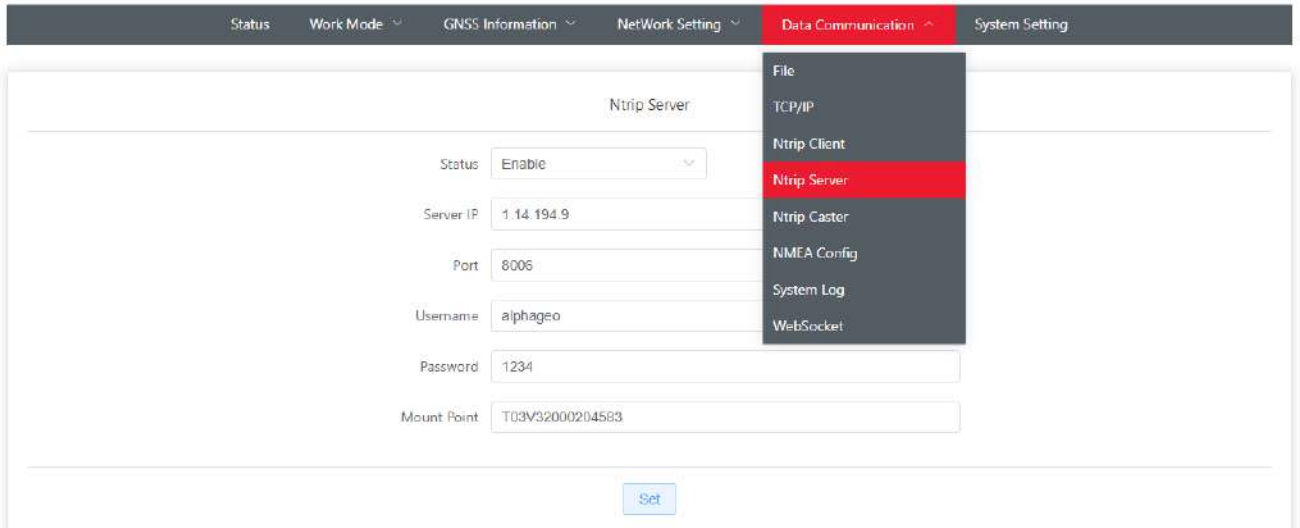 Status Work Mode GNSS Information NetWork Setting Data Communication System Setting
File
Ntrip Server
TCP/IP
Ntrip Client
Status Enable
Ntrip Server
Server IP 1.14.194.9
Ntrip Caster
NMEA Config
Port 8006
System Log
Username alphageo
WebSocket
Password 1234
Mount Point T03V32000204583
Set